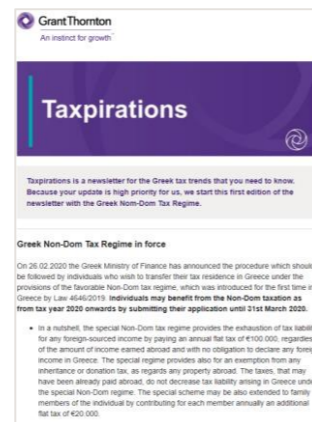 GrantThornton
An instinct for growth™
Taxpirations
Taxpirations is a newsletter for the Greek tax trends that you need to know.
Because your update is high priority for us, we start this first edition of the
newsletter with the Greek Nom-Dom Tax Regime.
Greek Non-Dom Tax Regime in force
On 26.02.2020 the Greek Ministry of Finance has announced the procedure which should
be followed by individuals who wish to transfer their tax residence in Greece under the
provisions of the favorable Non-Dom tax regime, which was introduced for the first time in
Greece by Law 4646/2019. Individuals may benefit from the Non-Dom taxation as
from tax year 2020 onwards by submitting their application until 31st March 2020.
• In a nutshell, the special Non-Dom tax regime provides the exhaustion of tax liabilit
for any foreign-sourced income by paying an annual flat tax of €100.000, regardles
of the amount of income earned abroad and with no obligation to declare any foreig
income in Greece. The special regime provides also for an exemption from any
inheritance or donation tax, as regards any property abroad. The taxes, that may
have been already paid abroad, do not decrease tax liability arising in Greece unde
the special Non-Dom regime. The special scheme may be also extended to family
members of the individual by contributing for each member annually an additional
flat tax of €20.000.